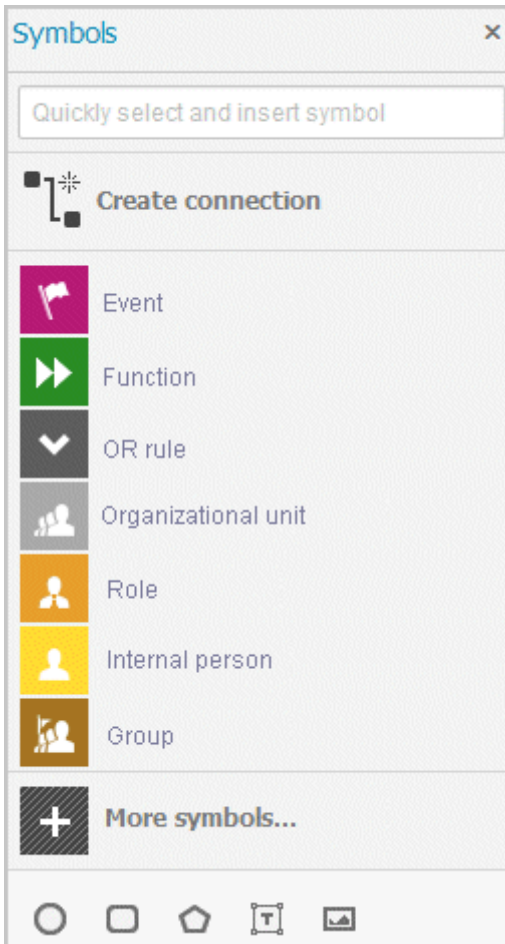 Symbols
Quickly select and insert symbol
Create connection
Event
Function
OR rule
Organizational unit
Role
Internal person
Group
More symbols...
T